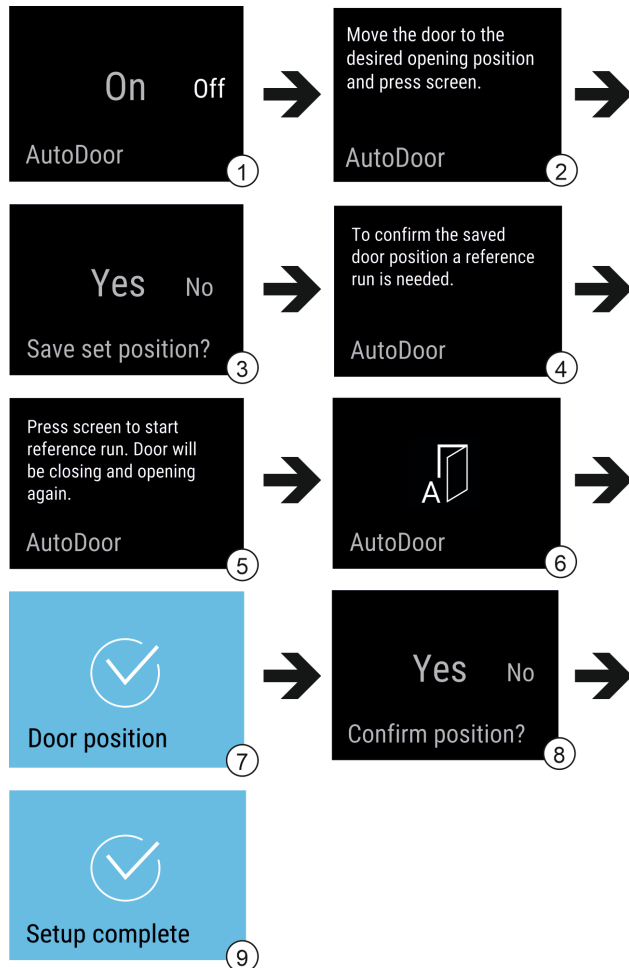 On Off
AutoDoor
1
Move the door to the
desired opening position
and press screen.
AutoDoor
2
Yes No
Save set position?
3
To confirm the saved
door position a reference
run is needed.
AutoDoor
4
Press screen to start
reference run. Door will
be closing and opening
again.
AutoDoor
5
A
AutoDoor
6
Door position
7
Yes No
Confirm position?
8
Setup complete
9